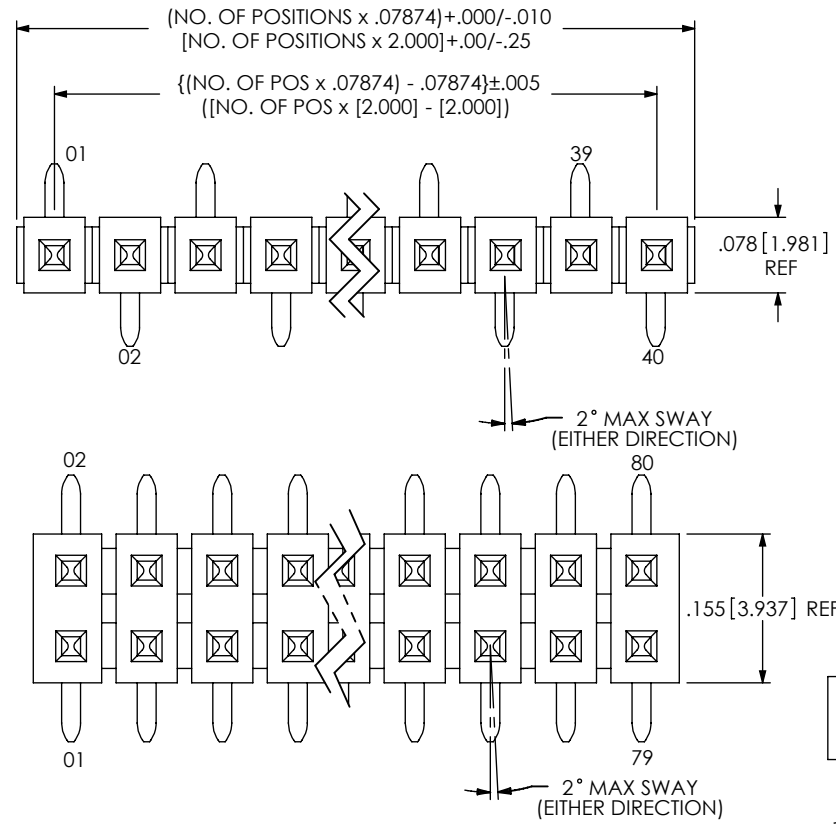 (NO. OF POSITIONS x .07874)+.000/-.010
[NO. OF POSITIONS x 2.000]+.00/-.25
{(NO. OF POS x .07874) - .07874}±.005
([NO. OF POS x [2.000] - [2.000])
01
39
.078[1.981]
REF
02
40
2° MAX SWAY
(EITHER DIRECTION)
02
80
.155[3.937] REF
01
79
2° MAX SWAY
(EITHER DIRECTION)